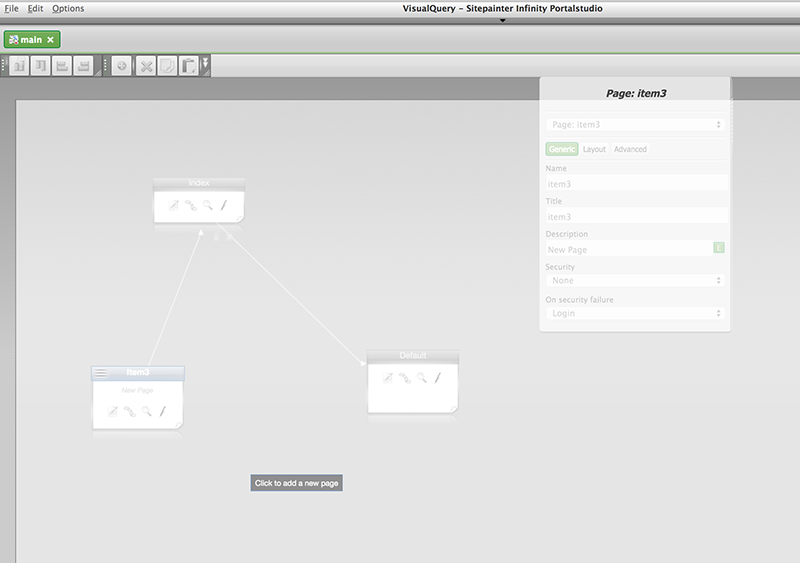 File Edit Options
VisualQuery - Sitepainter Infinity Portalstudio
main
Page: item3
Page: item3
Generic Layout Advanced
Name
item3
Title
item3
Description
New Page
E
Security
None
On security failure
Login
Index
Default
Item3
New Page
Click to add a new page